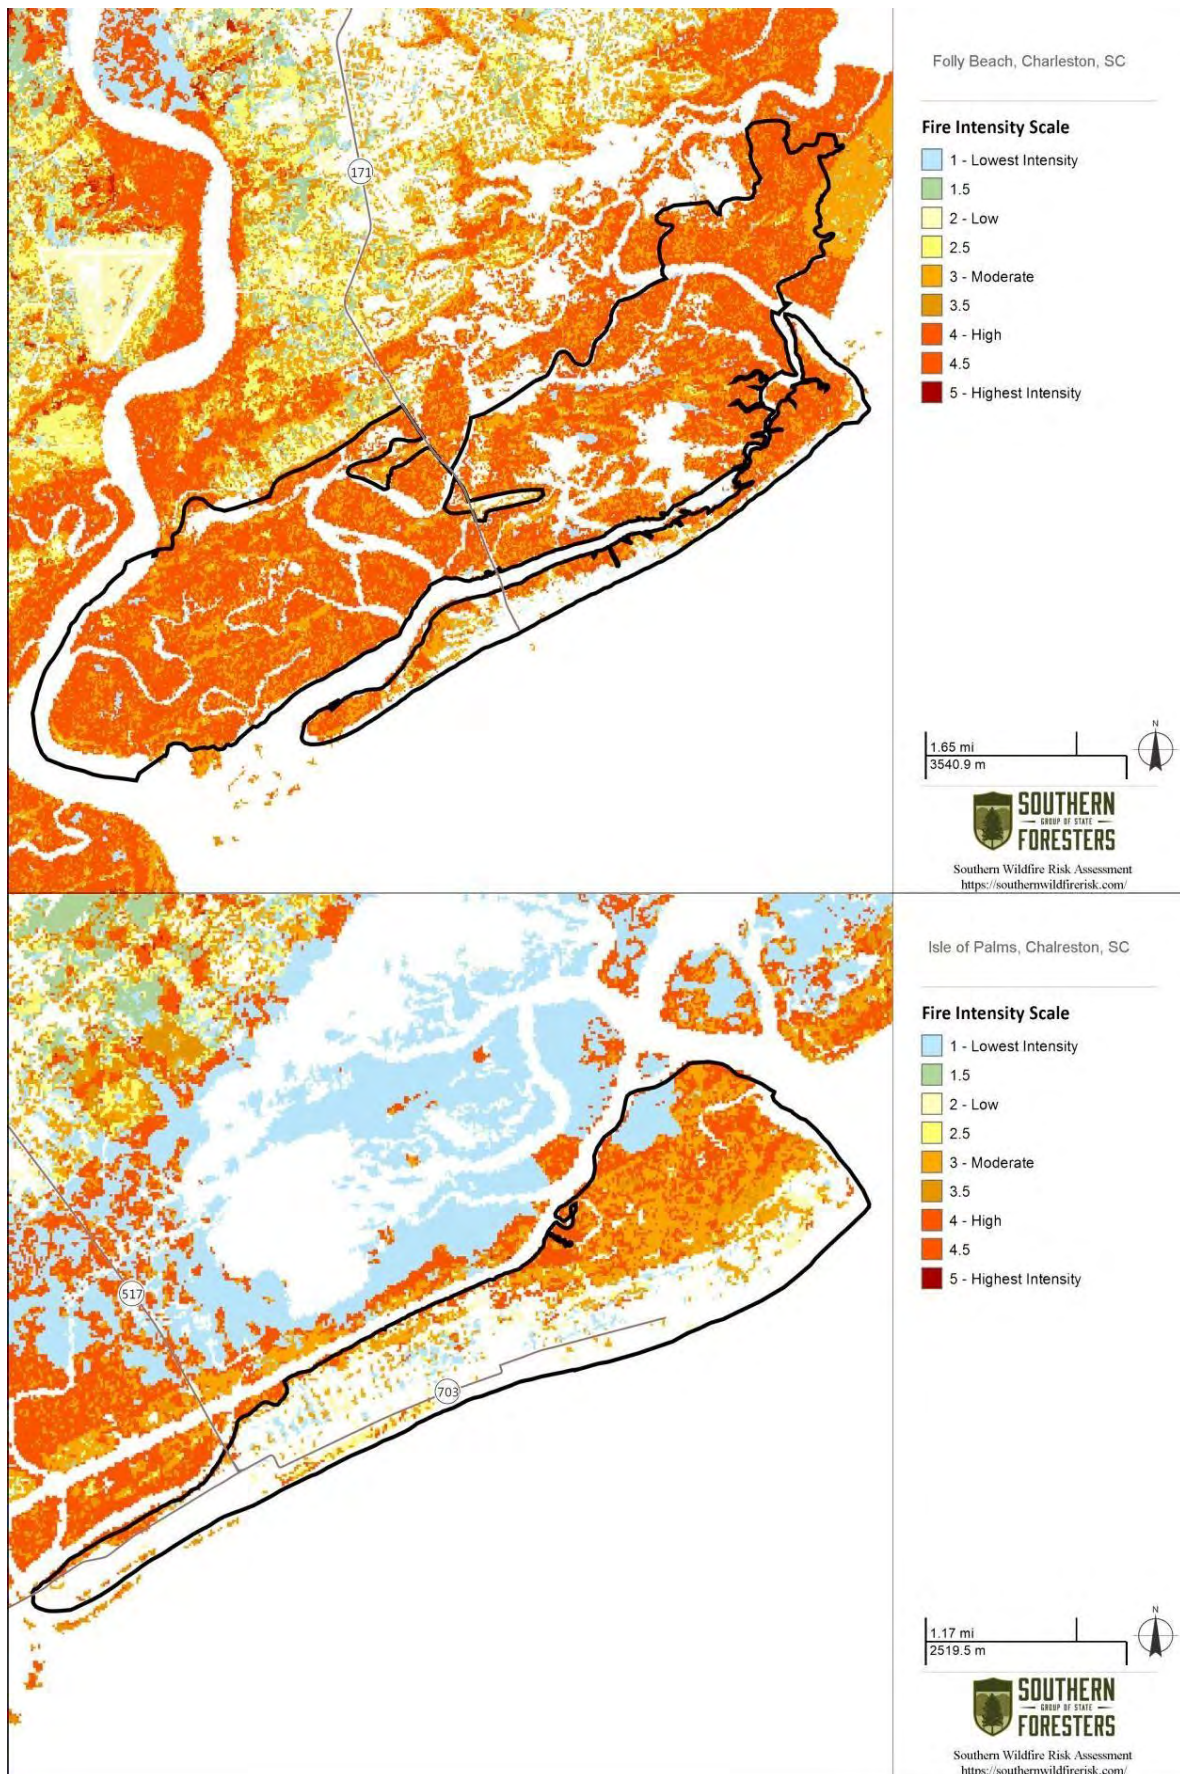 Folly Beach, Charleston, SC
Fire Intensity Scale
1 - Lowest Intensity
1.5
2 - Low
2.5
3 - Moderate
3.5
4 - High
4.5
5 - Highest Intensity
171
1.65 mi
3540.9 m
N
SOUTHERN
GROUP OF STATE
FORESTERS
Southern Wildfire Risk Assessment
https://southernwildfirerisk.com/
Isle of Palms, Chalreston, SC
Fire Intensity Scale
1 - Lowest Intensity
1.5
2 - Low
2.5
3 - Moderate
3.5
4 - High
4.5
5 - Highest Intensity
517
703
1.17 mi
2519.5 m
N
SOUTHERN
GROUP OF STATE
FORESTERS
Southern Wildfire Risk Assessment
https://southernwildfirerisk.com/